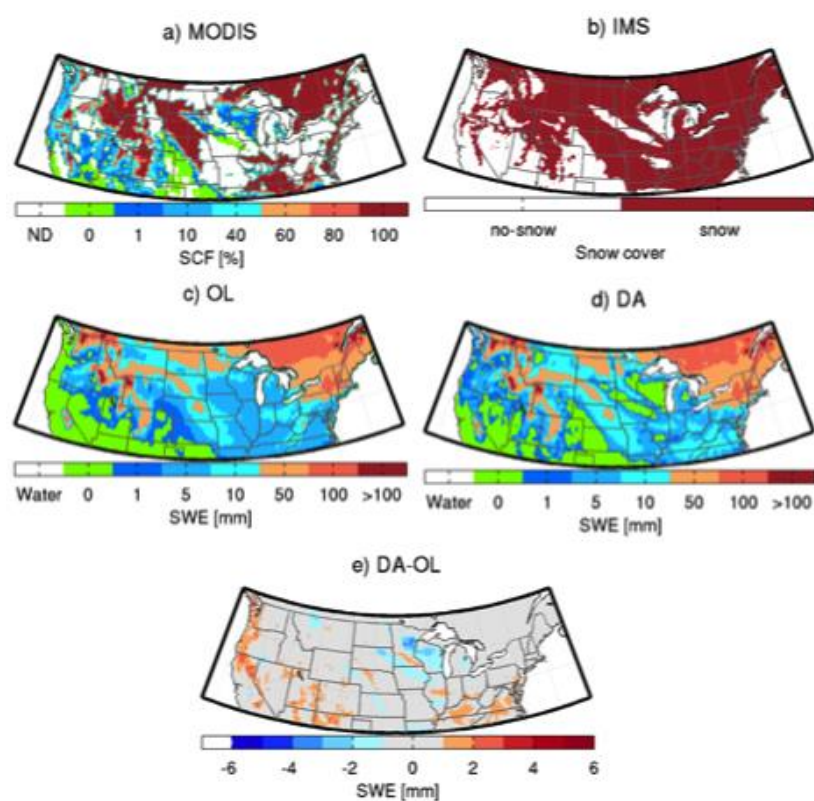 a) MODIS
b) IMS
ND 0 1 10 40 60 80 100
SCF [%]
no-snow snow
Snow cover
c) OL
d) DA
Water 0 1 5 10 50 100 >100
SWE [mm]
Water 0 1 5 10 50 100 >100
SWE [mm]
e) DA-OL
-6 -4 -2 0 2 4 6
SWE [mm]